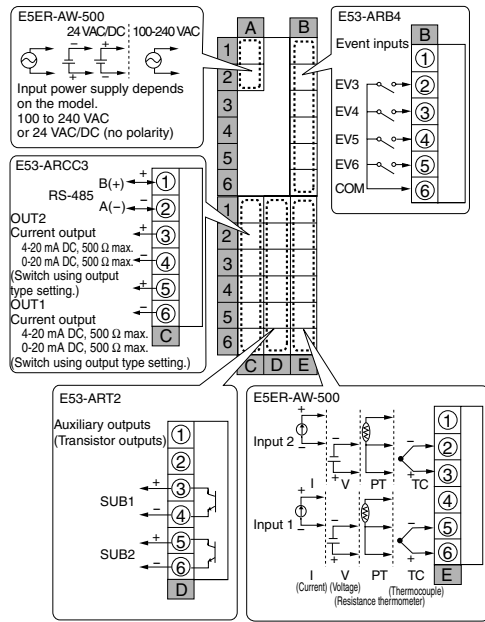 E5ER-AW-500
24 VAC/DC 100-240 VAC
− + 
+ −
Input power supply depends
on the model.
100 to 240 VAC
or 24 VAC/DC (no polarity)
A B
1
2
3
4
5
6
1
2
3
4
5
6
C D E
E53-ARB4
B
Event inputs
1
EV3 2
EV4 3
EV5 4
EV6 5
COM 6
E53-ARCC3
B(+) + 1
RS-485
A(−) − 2
OUT2 + 3
Current output
4-20 mA DC, 500 Ω max.
0-20 mA DC, 500 Ω max. − 4
(Switch using output
type setting.) + 5
OUT1
Current output − 6
4-20 mA DC, 500 Ω max.
0-20 mA DC, 500 Ω max. C
(Switch using output type setting.)
E53-ART2
Auxiliary outputs
(Transistor outputs)
1
2
+ 3
SUB1
− 4
+ 5
SUB2
− 6
D
E5ER-AW-500
1
2
3
4
5
6
E
Input 2
+ − − +
− + 
I V PT TC
Input 1
+ − − +
− +
I V PT TC
(Current) (Voltage) (Thermocouple)
(Resistance thermometer)